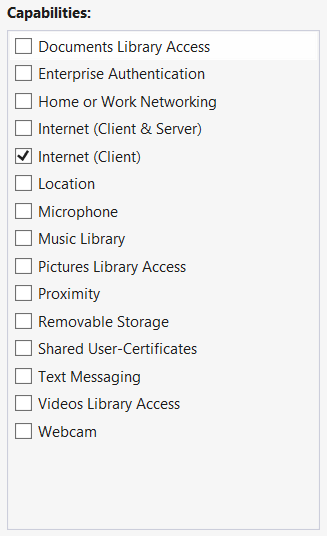 Capabilities:
Documents Library Access
Enterprise Authentication
Home or Work Networking
Internet (Client & Server)
Internet (Client)
Location
Microphone
Music Library
Pictures Library Access
Proximity
Removable Storage
Shared User-Certificates
Text Messaging
Videos Library Access
Webcam